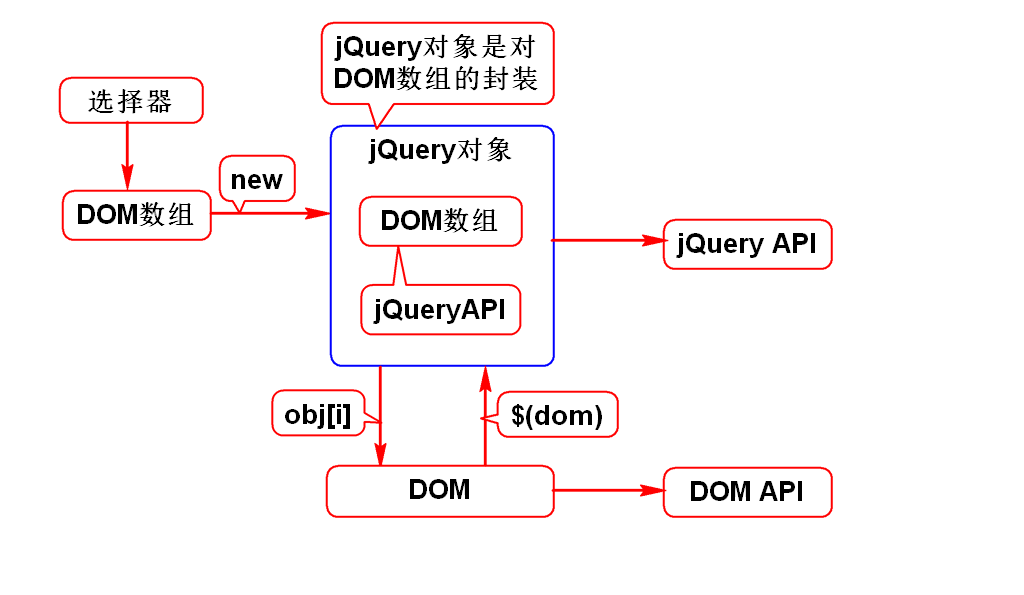 jQuery对象是对
DOM数组的封装
选择器
jQuery对象
new
DOM数组
DOM数组
jQuery API
jQueryAPI
obj[i]
$(dom)
DOM
DOM API